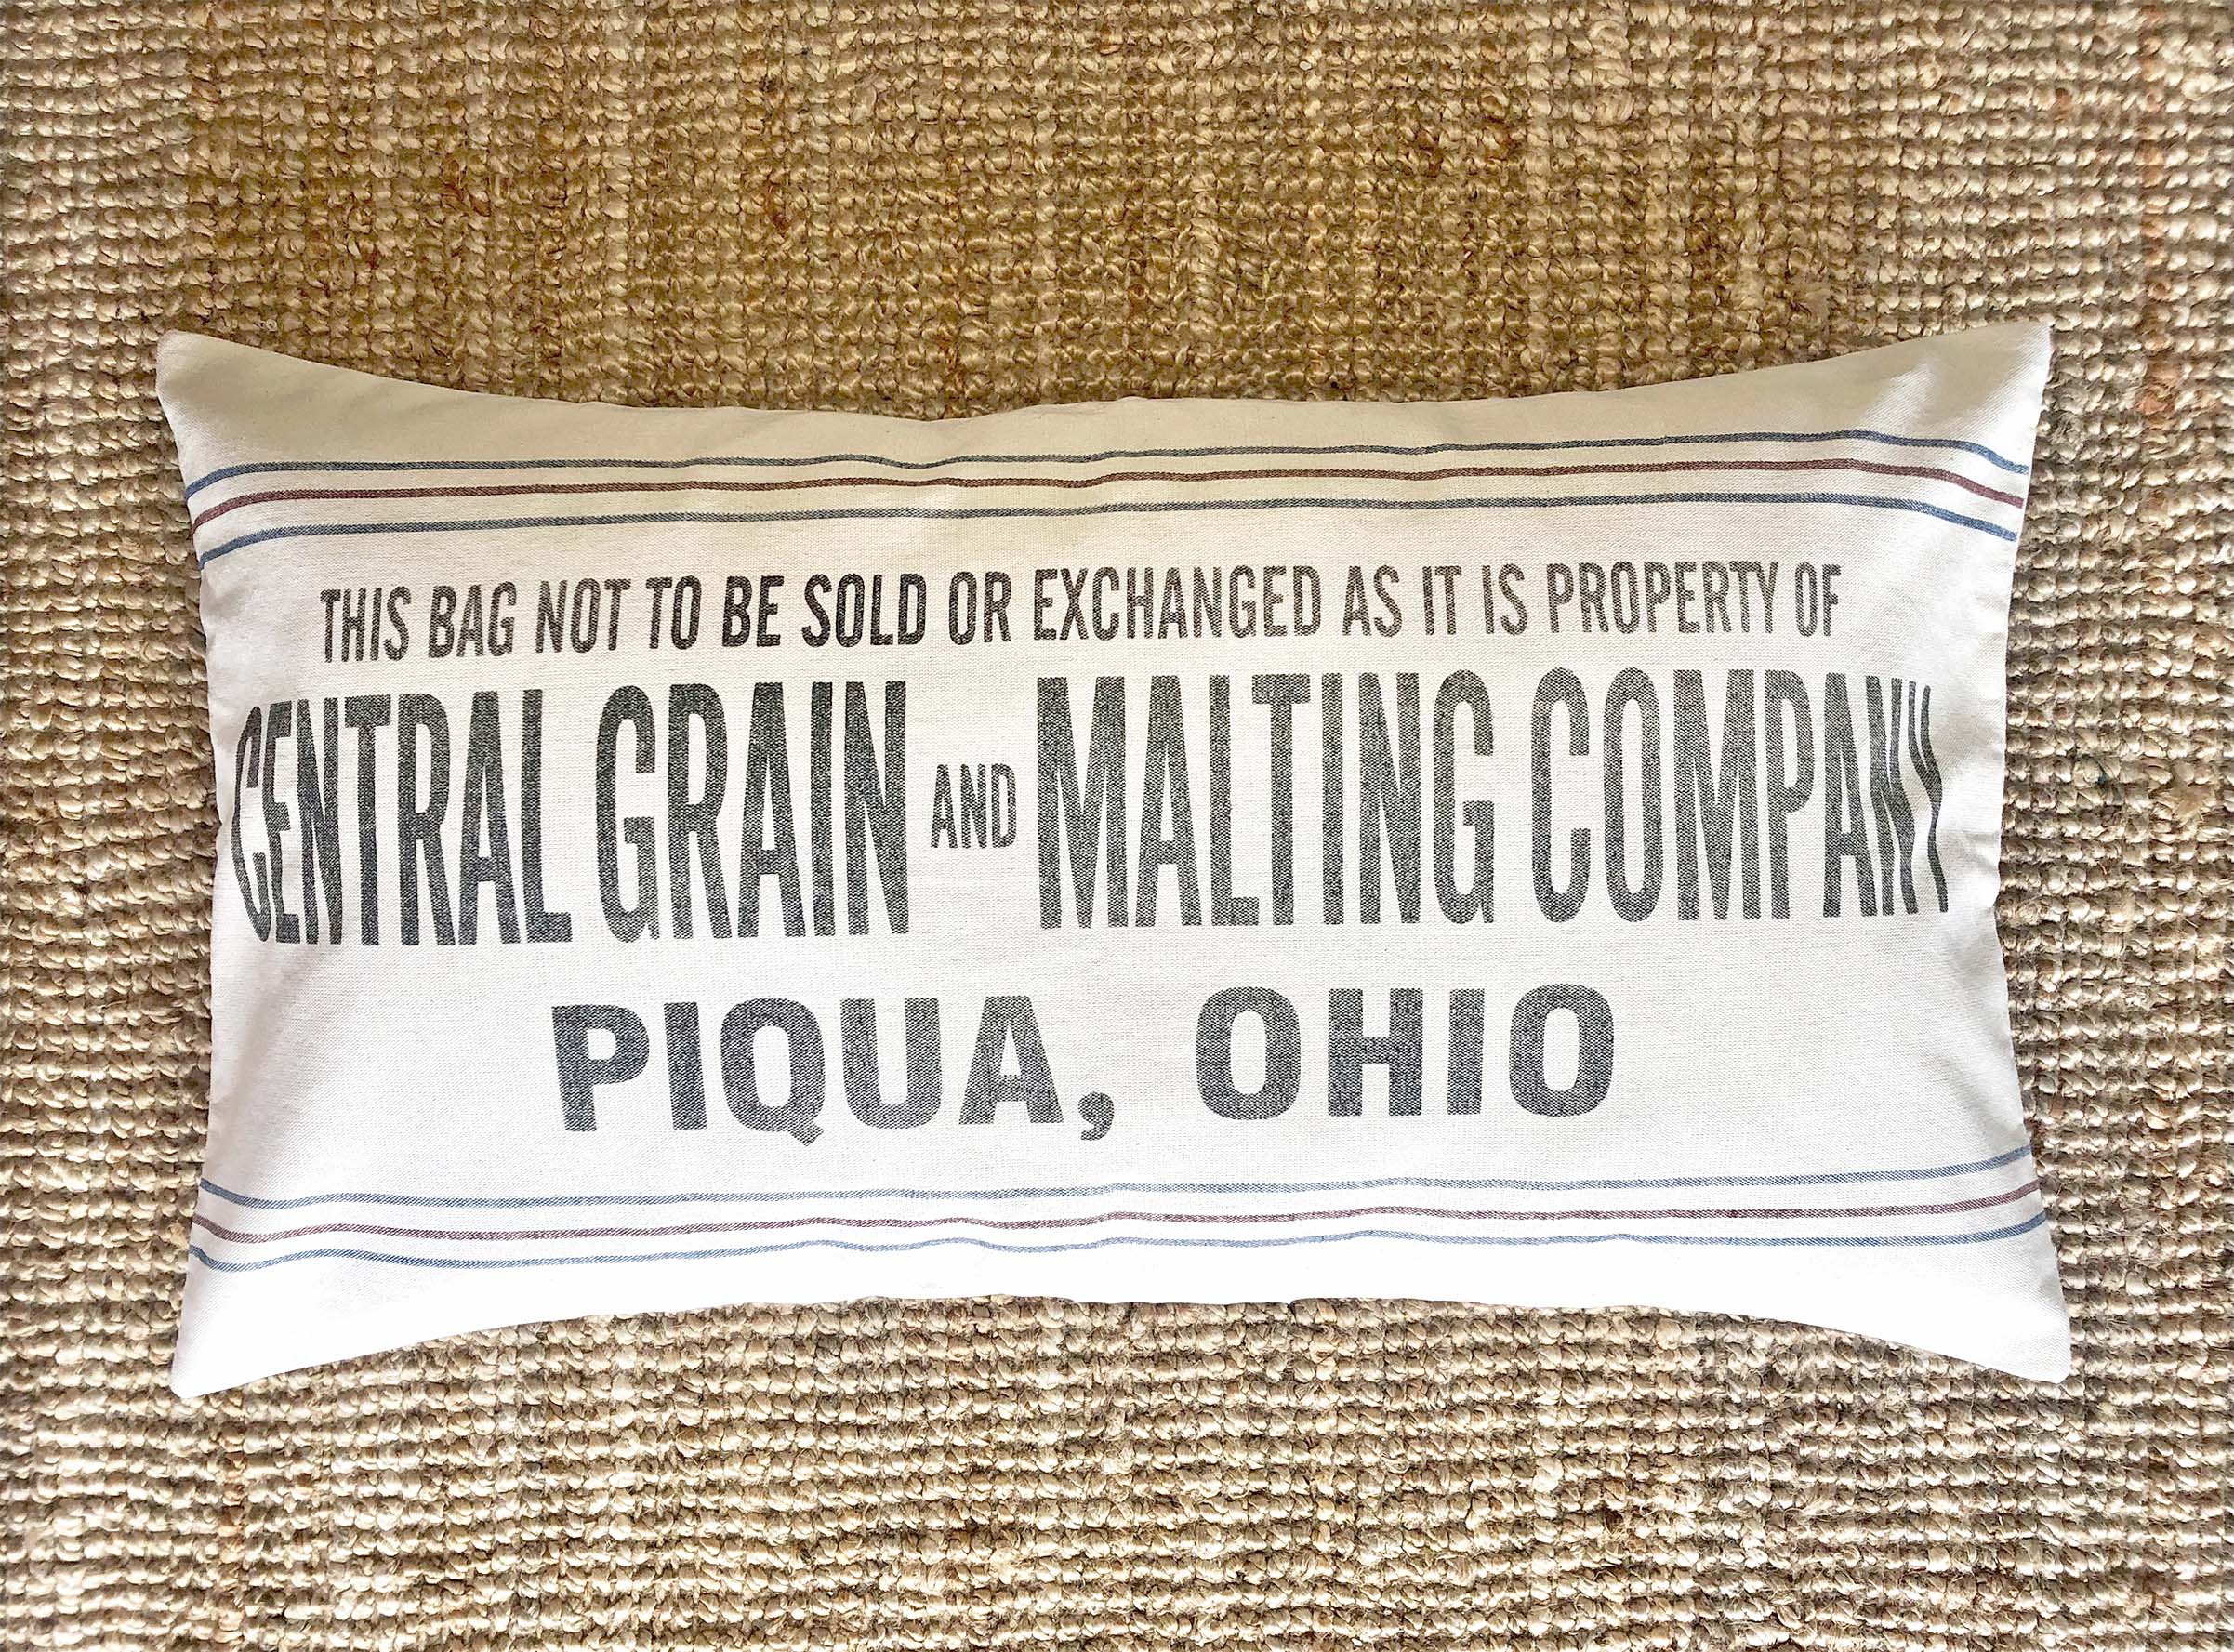 THIS BAG NOT TO BE SOLD OR EXCHANGED AS IT IS PROPERTY OF
CENTRAL GRAIN AND MALTING COMPANY
PIQUA, OHIO